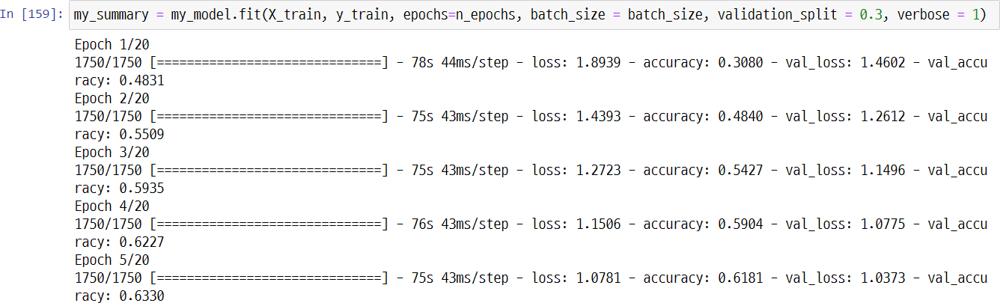 In [159]: my_summary = my_model.fit(X_train, y_train, epochs=n_epochs, batch_size = batch_size, validation_split = 0.3, verbose = 1)
Epoch 1/20
1750/1750 [==============================] - 78s 44ms/step - loss: 1.8939 - accuracy: 0.3080 - val_loss: 1.4602 - val_accu
racy: 0.4831
Epoch 2/20
1750/1750 [==============================] - 75s 43ms/step - loss: 1.4393 - accuracy: 0.4840 - val_loss: 1.2612 - val_accu
racy: 0.5509
Epoch 3/20
1750/1750 [==============================] - 75s 43ms/step - loss: 1.2723 - accuracy: 0.5427 - val_loss: 1.1496 - val_accu
racy: 0.5935
Epoch 4/20
1750/1750 [==============================] - 76s 43ms/step - loss: 1.1506 - accuracy: 0.5904 - val_loss: 1.0775 - val_accu
racy: 0.6227
Epoch 5/20
1750/1750 [==============================] - 75s 43ms/step - loss: 1.0781 - accuracy: 0.6181 - val_loss: 1.0373 - val_accu
racy: 0.6330